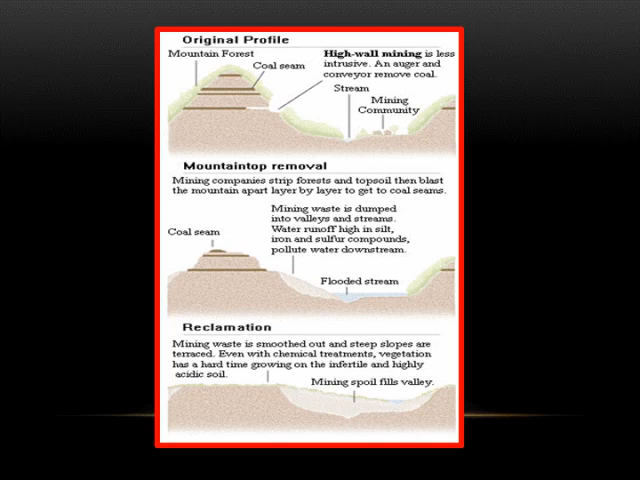 Original Profile
Mountain Forest
Coal seam
High-wall mining is less
intrusive. An auger and
conveyor remove coal.
Stream
Mining
Community
Mountaintop removal
Mining companies strip forests and topsoil then blast
the mountain apart layer by layer to get to coal seams.
Mining waste is dumped
into valleys and streams.
Water runoff high in silt,
iron and sulfur compounds,
pollute water downstream.
Coal seam
Flooded stream
Reclamation
Mining waste is smoothed out and steep slopes are
terraced. Even with chemical treatments, vegetation
has a hard time growing on the infertile and highly
acidic soil.
Mining spoil fills valley.